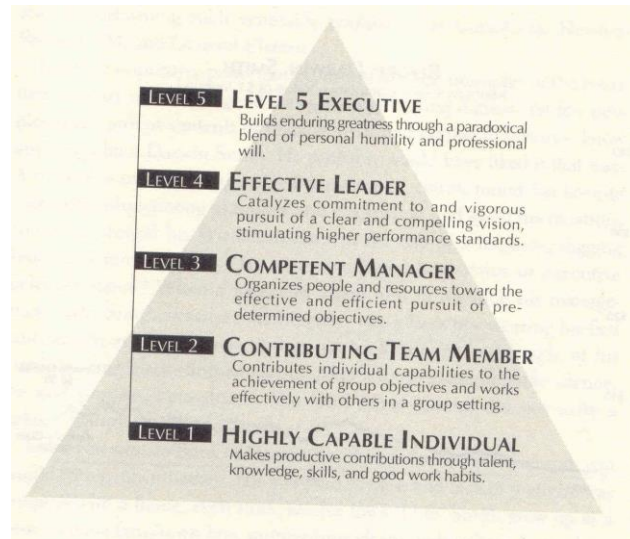 LEVEL 5 LEVEL 5 EXECUTIVE
Builds enduring greatness through a paradoxical
blend of personal humility and professional
will.
LEVEL 4 EFFECTIVE LEADER
Catalyzes commitment to and vigorous
pursuit of a clear and compelling vision,
stimulating higher performance standards.
LEVEL 3 COMPETENT MANAGER
Organizes people and resources toward the
effective and efficient pursuit of pre-
determined objectives.
LEVEL 2 CONTRIBUTING TEAM MEMBER
Contributes individual capabilities to the
achievement of group objectives and works
effectively with others in a group setting.
LEVEL 1 HIGHLY CAPABLE INDIVIDUAL
Makes productive contributions through talent,
knowledge, skills, and good work habits.